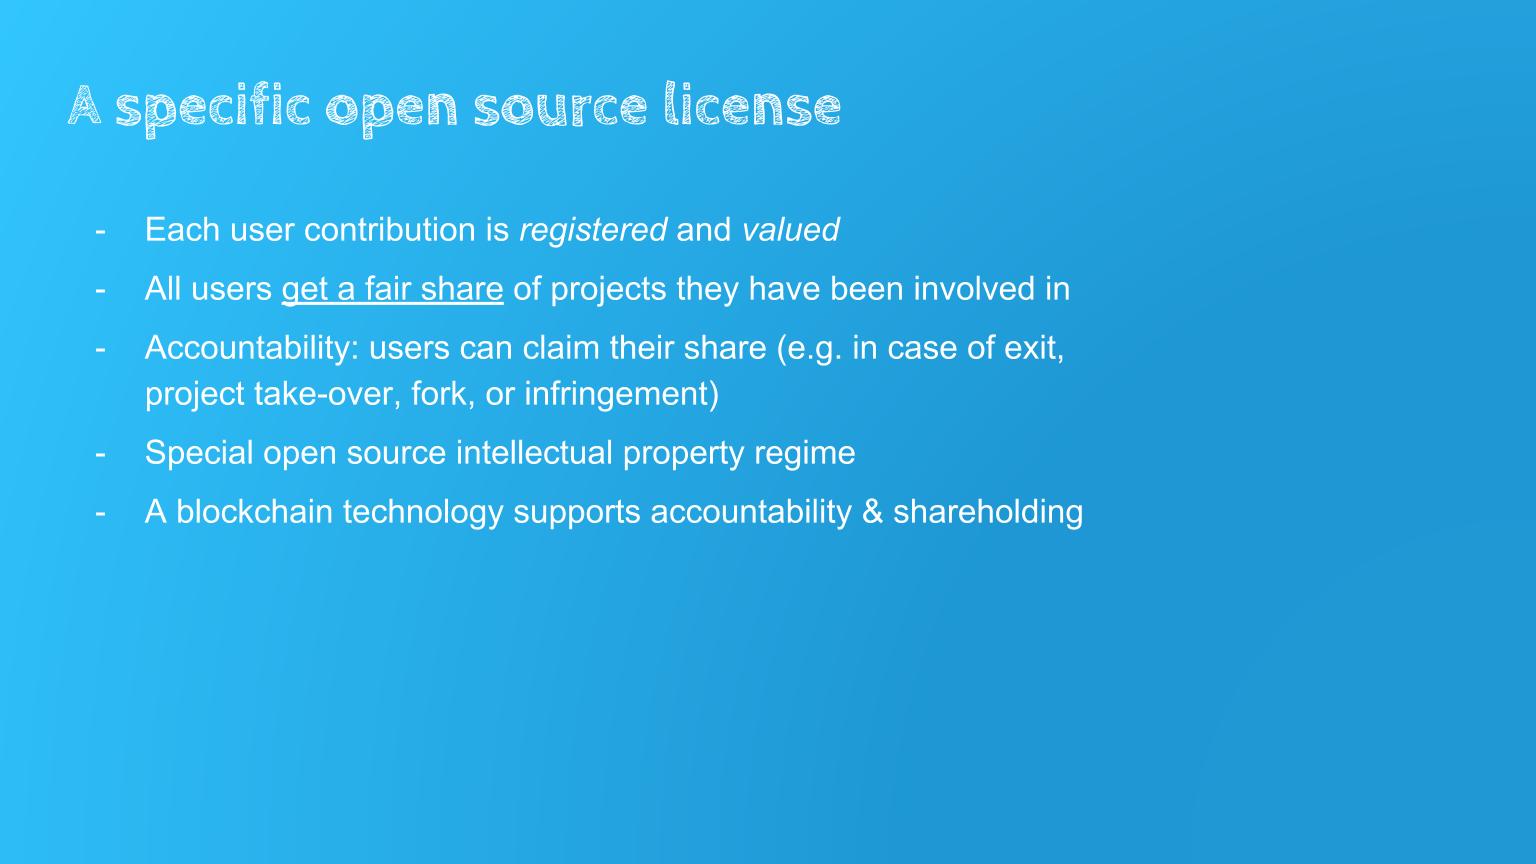 A specific open source license
- Each user contribution is registered and valued
- All users get a fair share of projects they have been involved in
- Accountability: users can claim their share (e.g. in case of exit,
project take-over, fork, or infringement)
- Special open source intellectual property regime
- A blockchain technology supports accountability & shareholding